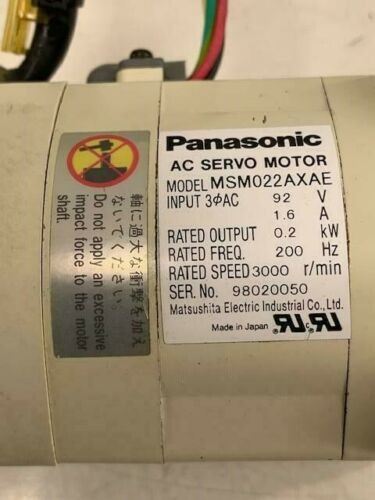 Panasonic
AC SERVO MOTOR
MODEL MSM022AXAE
INPUT 3ϕAC 92 V
1.6 A
RATED OUTPUT 0.2 kW
RATED FREQ. 200 Hz
RATED SPEED 3000 r/min
SER. No. 98020050
Matsushita Electric Industrial Co., Ltd.
Made in Japan
軸に過大な衝撃を加え
ないでください。
Do not apply an excessive
impact force to the motor
shaft.